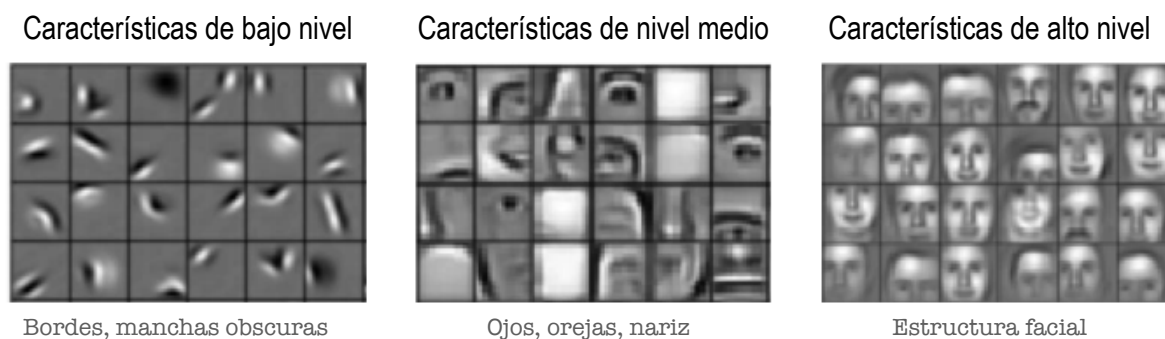 Características de bajo nivel
Características de nivel medio
Características de alto nivel
Bordes, manchas obscuras
Ojos, orejas, nariz
Estructura facial